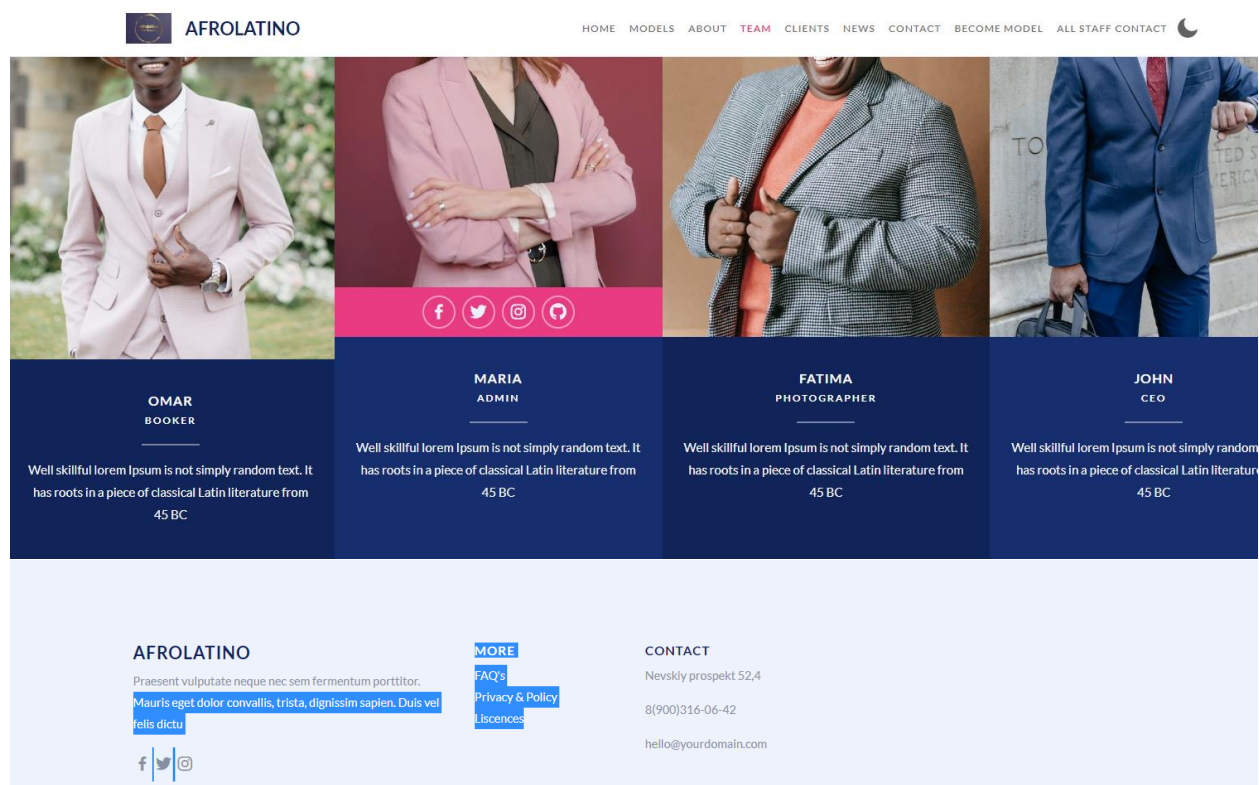 AFROLATINO
HOME MODELS ABOUT TEAM CLIENTS NEWS CONTACT BECOME MODEL ALL STAFF CONTACT
TO
TED S
ERICA
OMAR
BOOKER
Well skillful lorem Ipsum is not simply random text. It
has roots in a piece of classical Latin literature from
45 BC
MARIA
ADMIN
Well skillful lorem Ipsum is not simply random text. It
has roots in a piece of classical Latin literature from
45 BC
FATIMA
PHOTOGRAPHER
Well skillful lorem Ipsum is not simply random text. It
has roots in a piece of classical Latin literature from
45 BC
JOHN
CEO
Well skillful lorem Ipsum is not simply random
has roots in a piece of classical Latin literature
45 BC
AFROLATINO
Praesent vulputate neque nec sem fermentum porttitor.
Mauris eget dolor convallis, trista, dignissim sapien. Duis vel
felis dictu
MORE
FAQ's
Privacy & Policy
Liscences
CONTACT
Nevskiy prospekt 52,4
8(900)316-06-42
hello@yourdomain.com